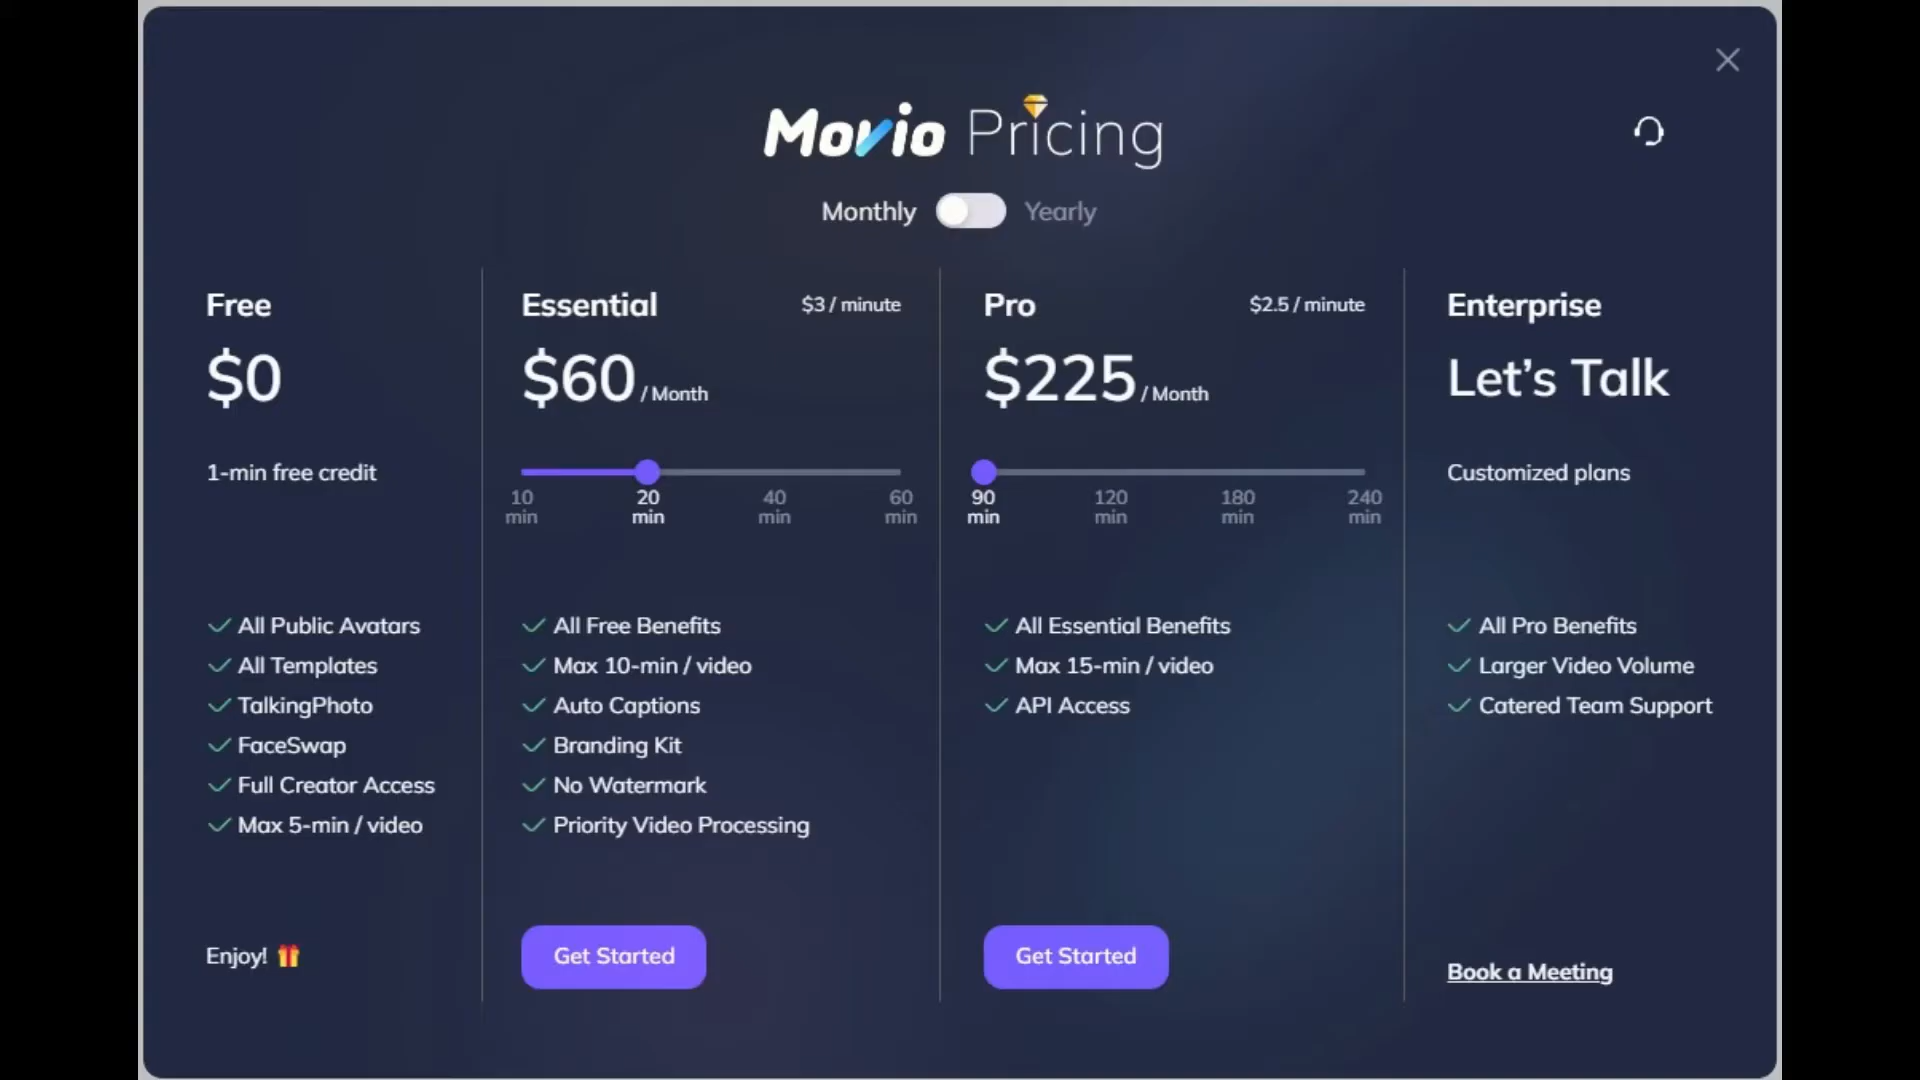 Movio Pricing
Monthly Yearly
Free
$0
1-min free credit
All Public Avatars
All Templates
TalkingPhoto
FaceSwap
Full Creator Access
Max 5-min / video
Enjoy!
Essential $3 / minute
$60 / Month
10 min 20 min 40 min 60 min
All Free Benefits
Max 10-min / video
Auto Captions
Branding Kit
No Watermark
Priority Video Processing
Get Started
Pro $2.5 / minute
$225 / Month
90 min 120 min 180 min 240 min
All Essential Benefits
Max 15-min / video
API Access
Get Started
Enterprise
Let's Talk
Customized plans
All Pro Benefits
Larger Video Volume
Catered Team Support
Book a Meeting